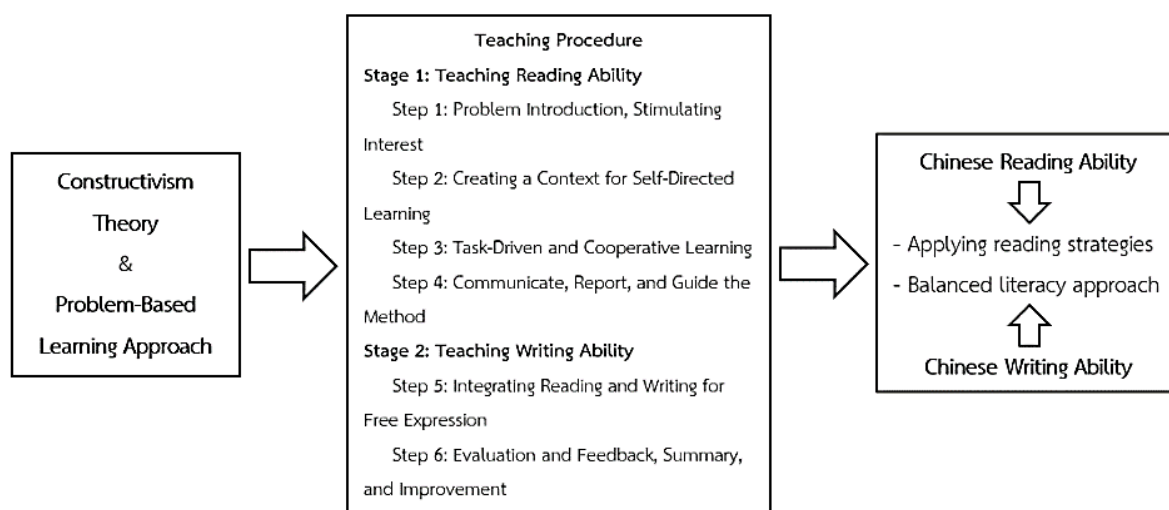 Constructivism
Theory
&
Problem-Based
Learning Approach
Teaching Procedure
Stage 1: Teaching Reading Ability
Step 1: Problem Introduction, Stimulating
Interest
Step 2: Creating a Context for Self-Directed
Learning
Step 3: Task-Driven and Cooperative Learning
Step 4: Communicate, Report, and Guide the
Method
Stage 2: Teaching Writing Ability
Step 5: Integrating Reading and Writing for
Free Expression
Step 6: Evaluation and Feedback, Summary,
and Improvement
Chinese Reading Ability
- Applying reading strategies
- Balanced literacy approach
Chinese Writing Ability